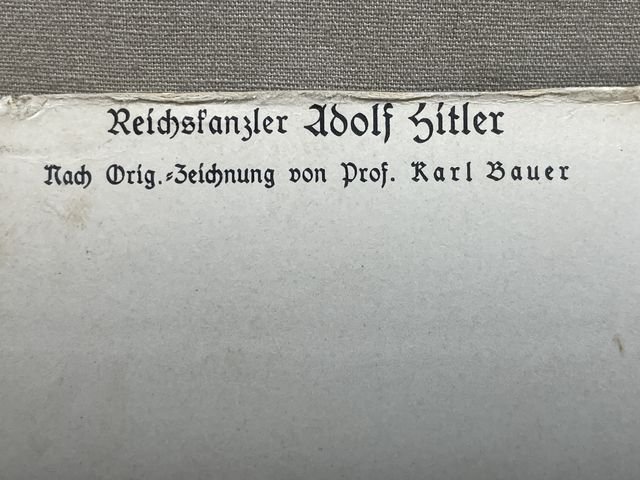 Reichskanzler Adolf Hitler
Nach Orig.-Zeichnung von Prof. Karl Bauer